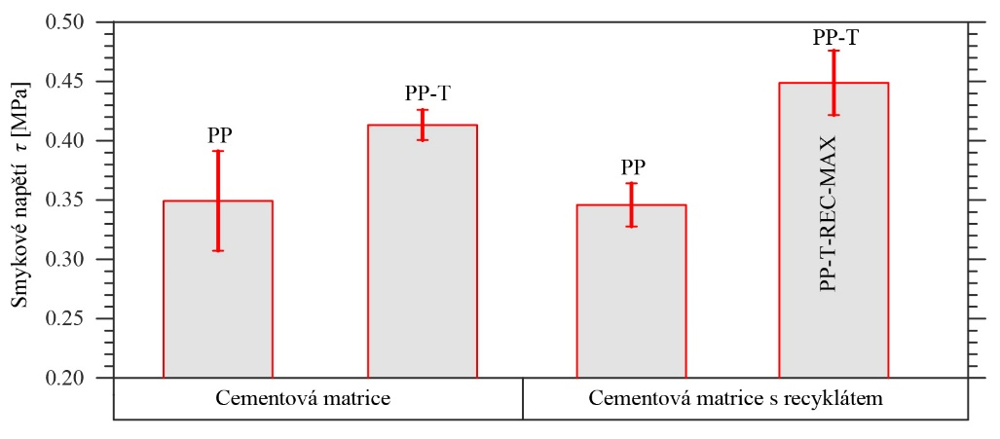 Smykové napětí τ [MPa]
0.50
0.45
0.40
0.35
0.30
0.25
0.20
PP
PP-T
PP
PP-T
PP-T-REC-MAX
Cementová matrice
Cementová matrice s recyklátem